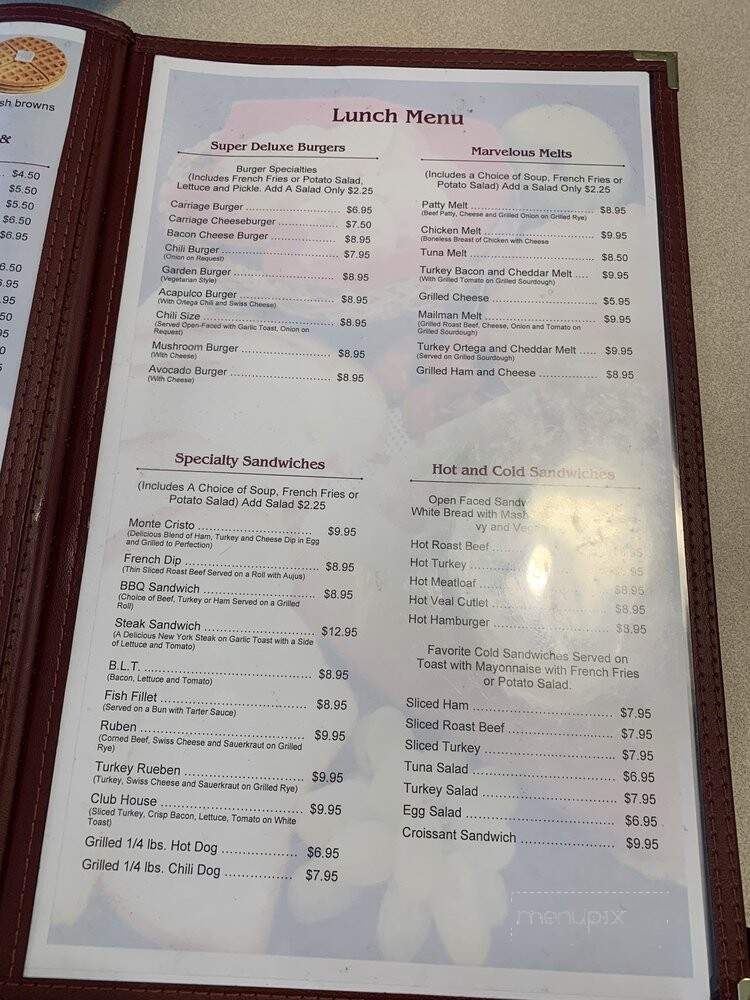 sh browns
&
$4.50
$5.50
$5.50
$6.50
$6.95
Lunch Menu
Super Deluxe Burgers
Burger Specialties
(Includes French Fries or Potato Salad,
Lettuce and Pickle. Add A Salad Only $2.25
Carriage Burger $6.95
Carriage Cheeseburger $7.50
Bacon Cheese Burger $8.95
Chili Burger $7.95
(Onion on Request)
Garden Burger $8.95
(Vegetarian Style)
Acapulco Burger $8.95
(With Ortega Chili and Swiss Cheese)
Chili Size $8.95
(Served Open-Faced with Garlic Toast, Onion on
Request)
Mushroom Burger $8.95
(With Cheese)
Avocado Burger $8.95
(With Cheese)
Marvelous Melts
(Includes a Choice of Soup, French Fries or
Potato Salad) Add a Salad Only $2.25
Patty Melt $8.95
(Beef Patty, Cheese and Grilled Onion on Grilled Rye)
Chicken Melt $9.95
(Boneless Breast of Chicken with Cheese
Tuna Melt $8.50
Turkey Bacon and Cheddar Melt $9.95
(With Grilled Tomato on Grilled Sourdough)
Grilled Cheese $5.95
Mailman Melt $9.95
(Grilled Roast Beef, Cheese, Onion and Tomato on
Grilled Sourdough)
Turkey Ortega and Cheddar Melt $9.95
(Served on Grilled Sourdough)
Grilled Ham and Cheese $8.95
Specialty Sandwiches
(Includes A Choice of Soup, French Fries or
Potato Salad) Add Salad $2.25
Monte Cristo $9.95
(Delicious Blend of Ham, Turkey and Cheese Dip in Egg
and Grilled to Perfection)
French Dip $8.95
(Thin Sliced Roast Beef Served on a Roll with Aujus)
BBQ Sandwich $8.95
(Choice of Beef, Turkey or Ham Served on a Grilled
Roll)
Steak Sandwich $12.95
(A Delicious New York Steak on Garlic Toast with a Side
of Lettuce and Tomato)
B.L.T. $8.95
(Bacon, Lettuce and Tomato)
Fish Fillet $8.95
(Served on a Bun with Tarter Sauce)
Ruben $9.95
(Corned Beef, Swiss Cheese and Sauerkraut on Grilled
Rye)
Turkey Rueben $9.95
(Turkey, Swiss Cheese and Sauerkraut on Grilled Rye)
Club House $9.95
(Sliced Turkey, Crisp Bacon, Lettuce, Tomato on White
Toast)
Grilled 1/4 lbs. Hot Dog $6.95
Grilled 1/4 lbs. Chili Dog $7.95
Hot and Cold Sandwiches
Open Faced
White Bread with
Hot Roast Beef
Hot Turkey
Hot Meatloaf $8.95
Hot Veal Cutlet $8.95
Hot Hamburger $8.95
Favorite Cold Sandwiches Served on
Toast with Mayonnaise with French Fries
or Potato Salad.
Sliced Ham $7.95
Sliced Roast Beef $7.95
Sliced Turkey $7.95
Tuna Salad $6.95
Turkey Salad $7.95
Egg Salad $6.95
Croissant Sandwich $9.95
menupix